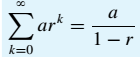 ∞
∑ ar^k = a / (1 − r)
k=0